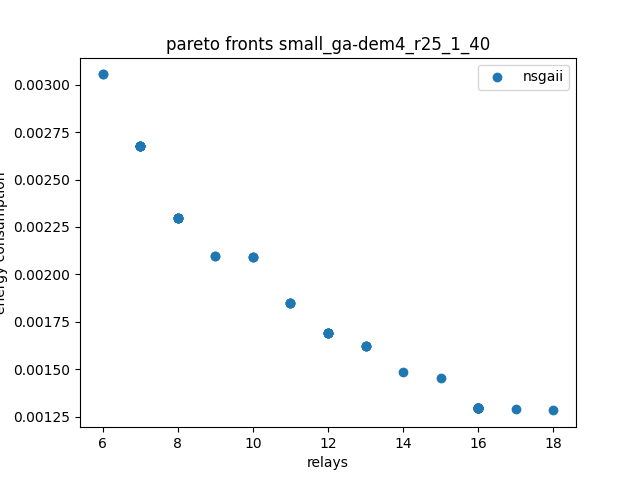 pareto fronts small_ga-dem4_r25_1_40
nsgaii
0.00300
0.00275
0.00250
0.00225
0.00200
0.00175
0.00150
0.00125
energy consumption
6 8 10 12 14 16 18
relays